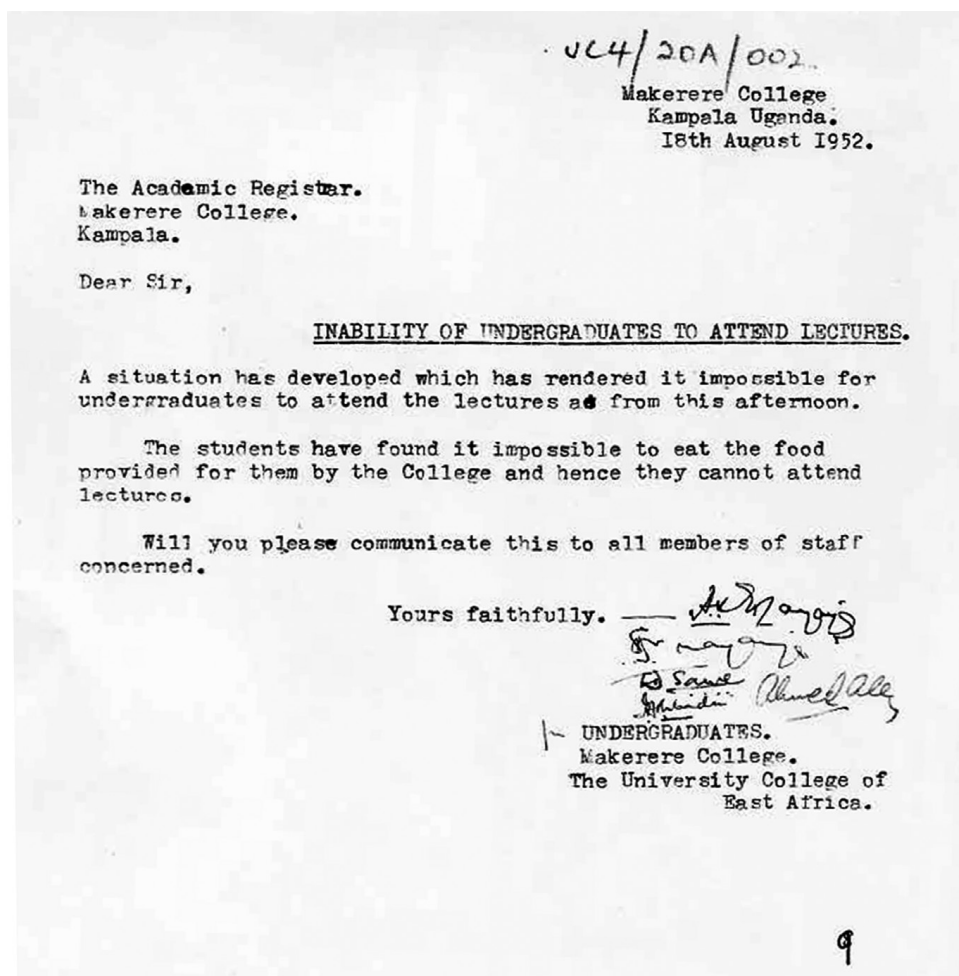 UC4/20A/002
Makerere College
Kampala Uganda.
I8th August I952.
The Academic Registrar.
Makerere College.
Kampala.
Dear Sir,
INABILITY OF UNDERGRADUATES TO ATTEND LECTURES.
A situation has developed which has rendered it impossible for
undergraduates to attend the lectures as from this afternoon.
The students have found it impossible to eat the food
provided for them by the College and hence they cannot attend
lectures.
Will you please communicate this to all members of staff
concerned.
Yours faithfully.
UNDERGRADUATES.
Makerere College.
The University College of
East Africa.
9